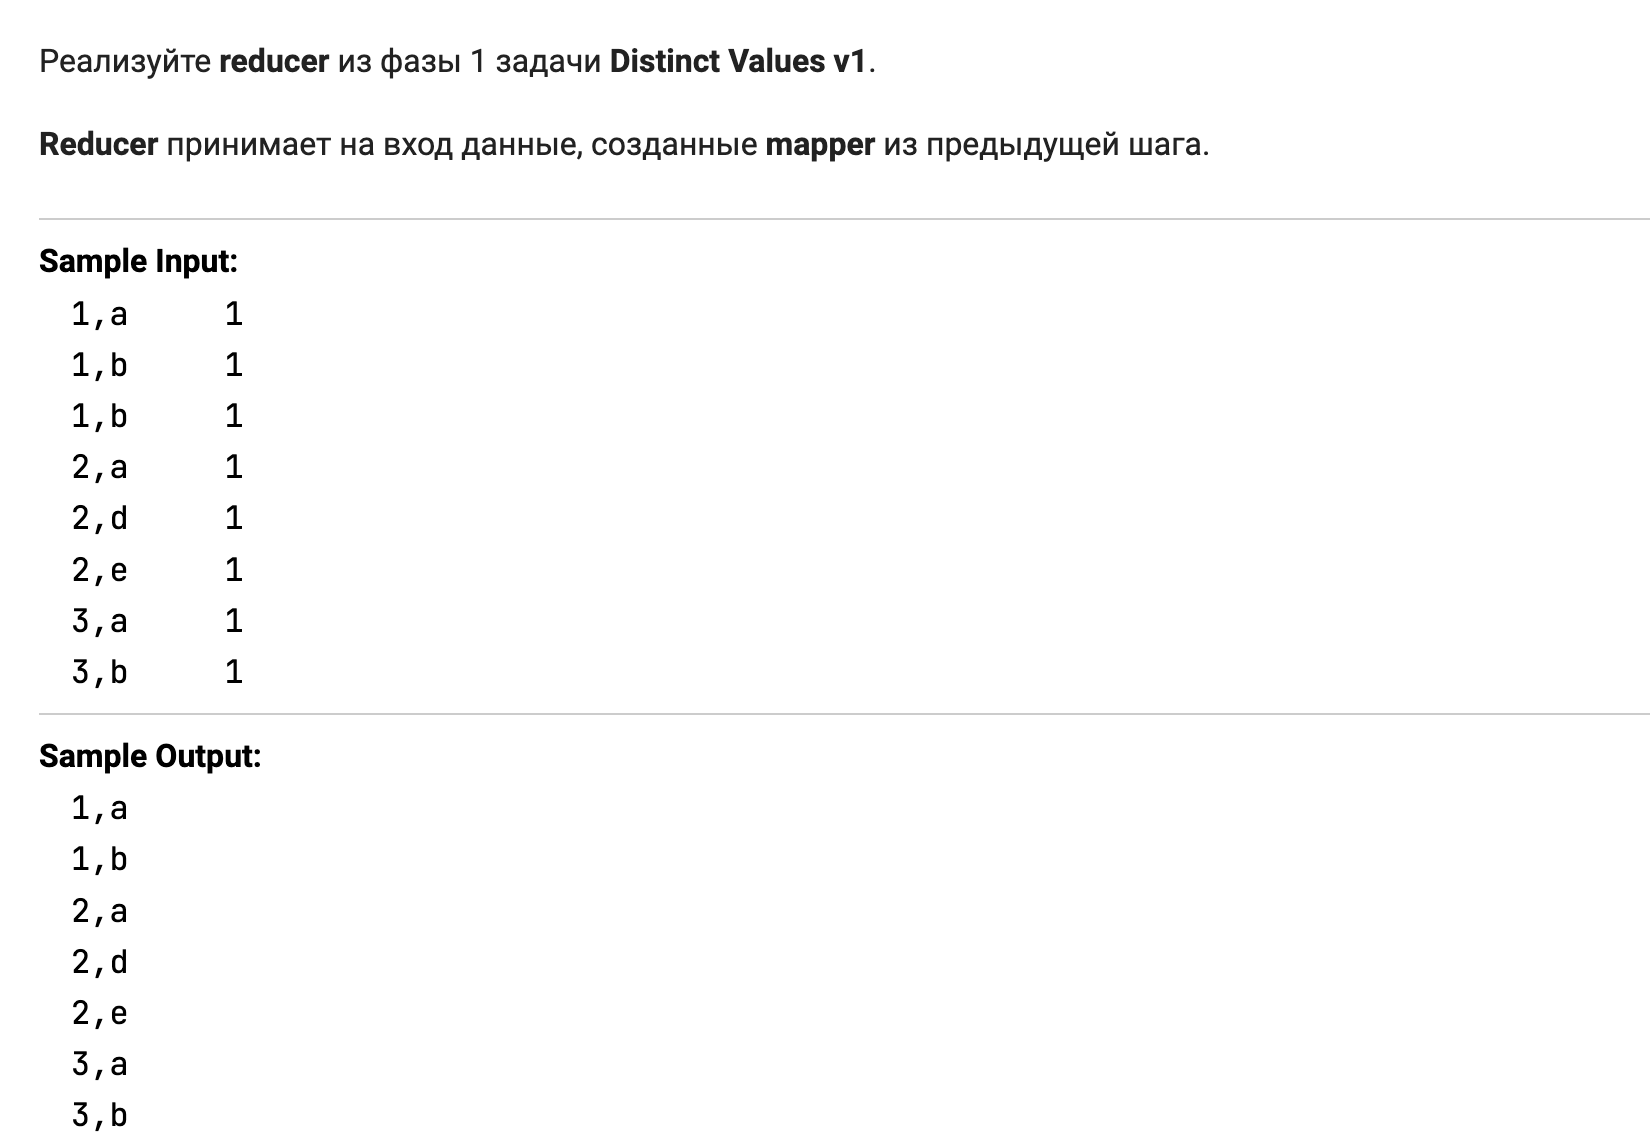 Реализуйте reducer из фазы 1 задачи Distinct Values v1.
Reducer принимает на вход данные, созданные mapper из предыдущей шага.
Sample Input:
1,a 1
1,b 1
1,b 1
2,a 1
2,d 1
2,e 1
3,a 1
3,b 1
Sample Output:
1,a
1,b
2,a
2,d
2,e
3,a
3,b